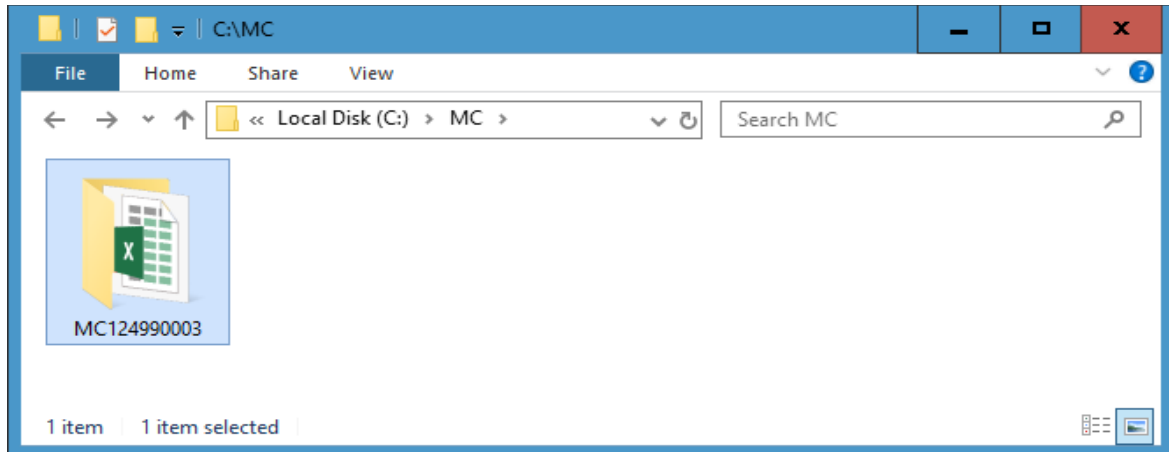 C:\MC
File Home Share View
« Local Disk (C:) › MC › Search MC
X
MC124990003
1 item 1 item selected